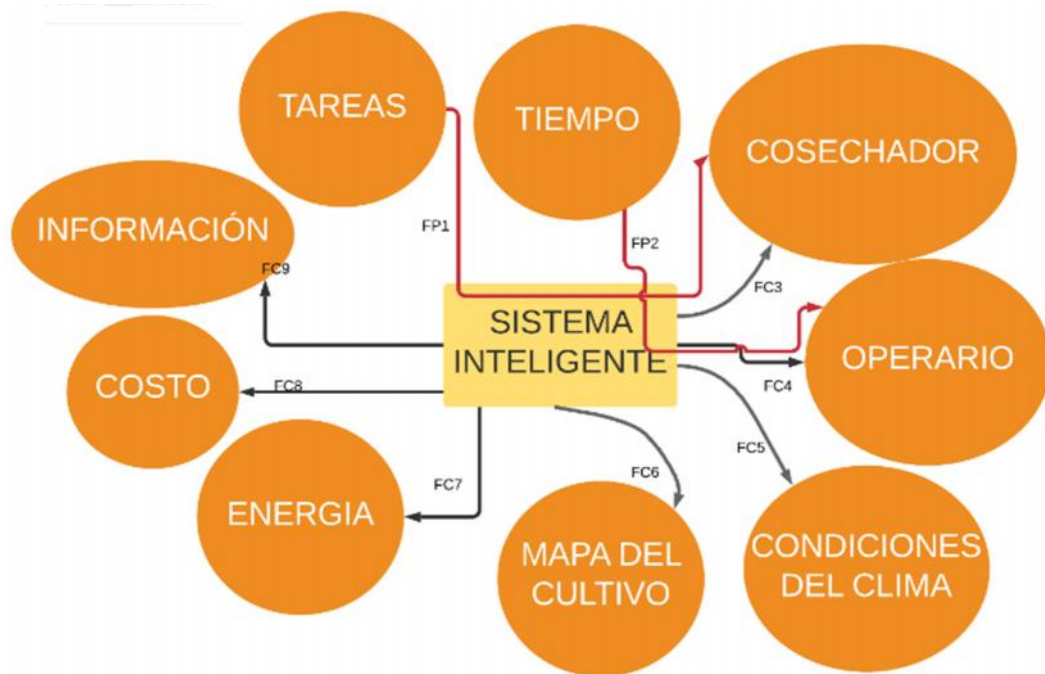 TAREAS
TIEMPO
COSECHADOR
INFORMACIÓN
FP1
FP2
FC9
FC3
SISTEMA
INTELIGENTE
OPERARIO
COSTO
FC8
FC4
FC5
FC6
FC7
ENERGIA
MAPA DEL
CULTIVO
CONDICIONES
DEL CLIMA